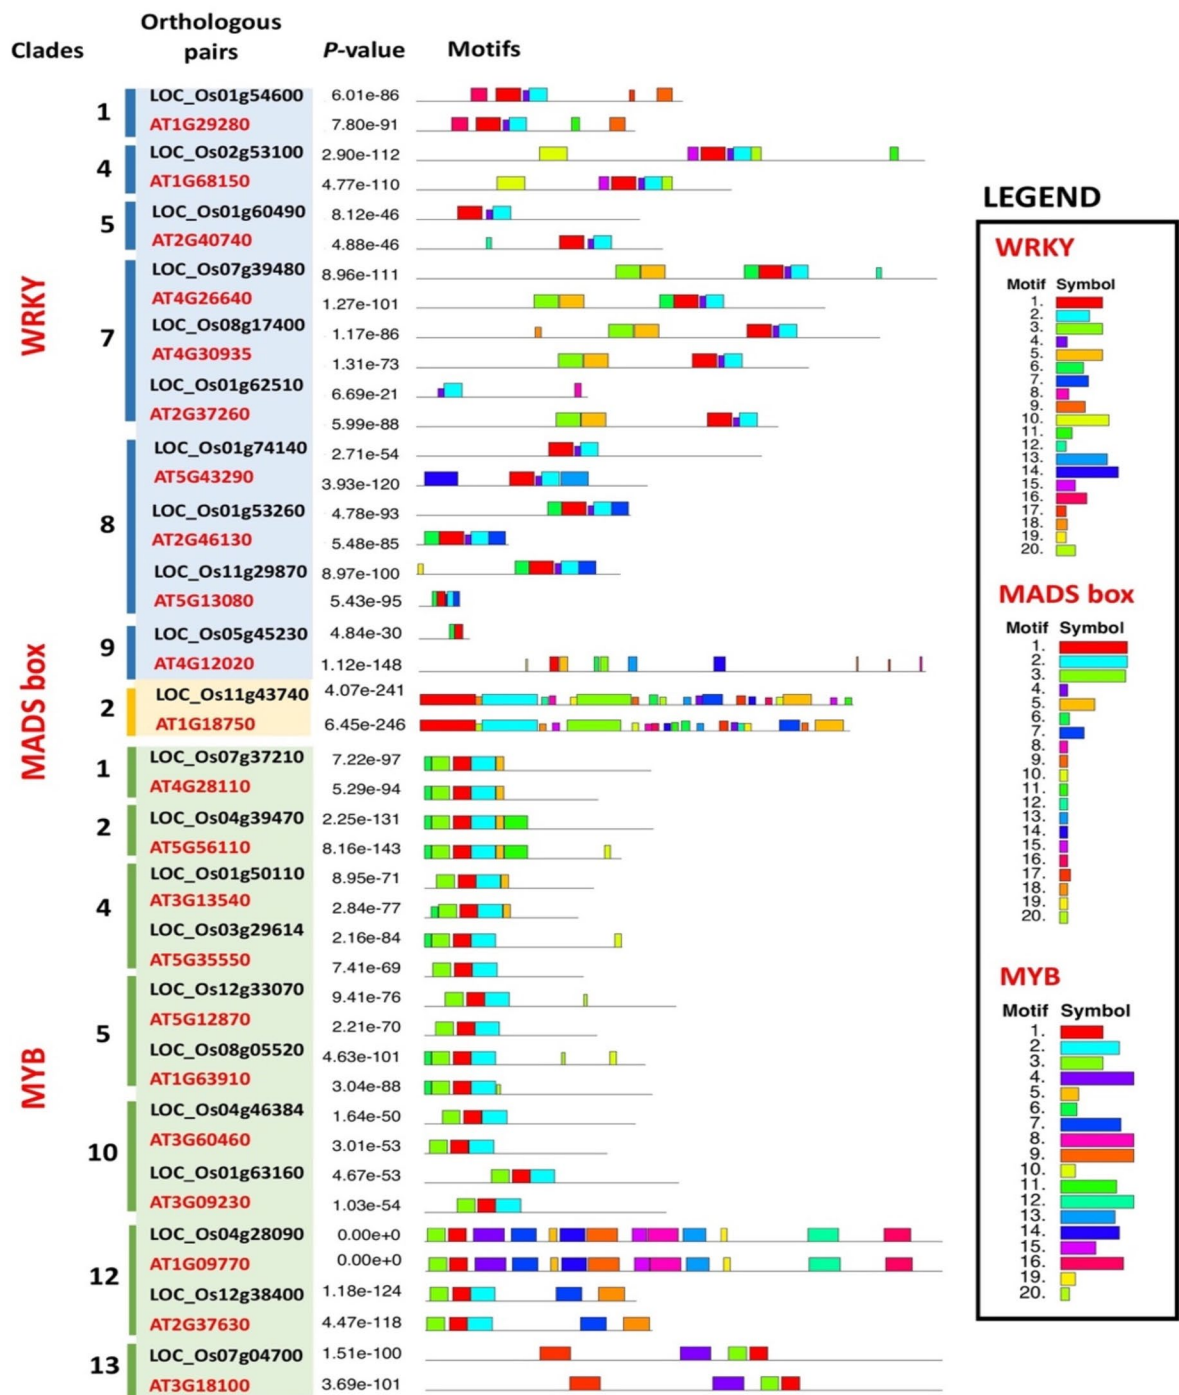 Clades
Orthologous
pairs
P-value
Motifs
WRKY
1
LOC_Os01g54600 6.01e-86
AT1G29280 7.80e-91
4
LOC_Os02g53100 2.90e-112
AT1G68150 4.77e-110
5
LOC_Os01g60490 8.12e-46
AT2G40740 4.88e-46
7
LOC_Os07g39480 8.96e-111
AT4G26640 1.27e-101
LOC_Os08g17400 1.17e-86
AT4G30935 1.31e-73
LOC_Os01g62510 6.69e-21
AT2G37260 5.99e-88
8
LOC_Os01g74140 2.71e-54
AT5G43290 3.93e-120
LOC_Os01g53260 4.78e-93
AT2G46130 5.48e-85
LOC_Os11g29870 8.97e-100
AT5G13080 5.43e-95
9
LOC_Os05g45230 4.84e-30
AT4G12020 1.12e-148
MADS box
2
LOC_Os11g43740 4.07e-241
AT1G18750 6.45e-246
MYB
1
LOC_Os07g37210 7.22e-97
AT4G28110 5.29e-94
2
LOC_Os04g39470 2.25e-131
AT5G56110 8.16e-143
4
LOC_Os01g50110 8.95e-71
AT3G13540 2.84e-77
LOC_Os03g29614 2.16e-84
AT5G35550 7.41e-69
5
LOC_Os12g33070 9.41e-76
AT5G12870 2.21e-70
LOC_Os08g05520 4.63e-101
AT1G63910 3.04e-88
10
LOC_Os04g46384 1.64e-50
AT3G60460 3.01e-53
LOC_Os01g63160 4.67e-53
AT3G09230 1.03e-54
12
LOC_Os04g28090 0.00e+0
AT1G09770 0.00e+0
LOC_Os12g38400 1.18e-124
AT2G37630 4.47e-118
13
LOC_Os07g04700 1.51e-100
AT3G18100 3.69e-101
LEGEND
WRKY
Motif Symbol
1.
2.
3.
4.
5.
6.
7.
8.
9.
10.
11.
12.
13.
14.
15.
16.
17.
18.
19.
20.
MADS box
Motif Symbol
1.
2.
3.
4.
5.
6.
7.
8.
9.
10.
11.
12.
13.
14.
15.
16.
17.
18.
19.
20.
MYB
Motif Symbol
1.
2.
3.
4.
5.
6.
7.
8.
9.
10.
11.
12.
13.
14.
15.
16.
19.
20.